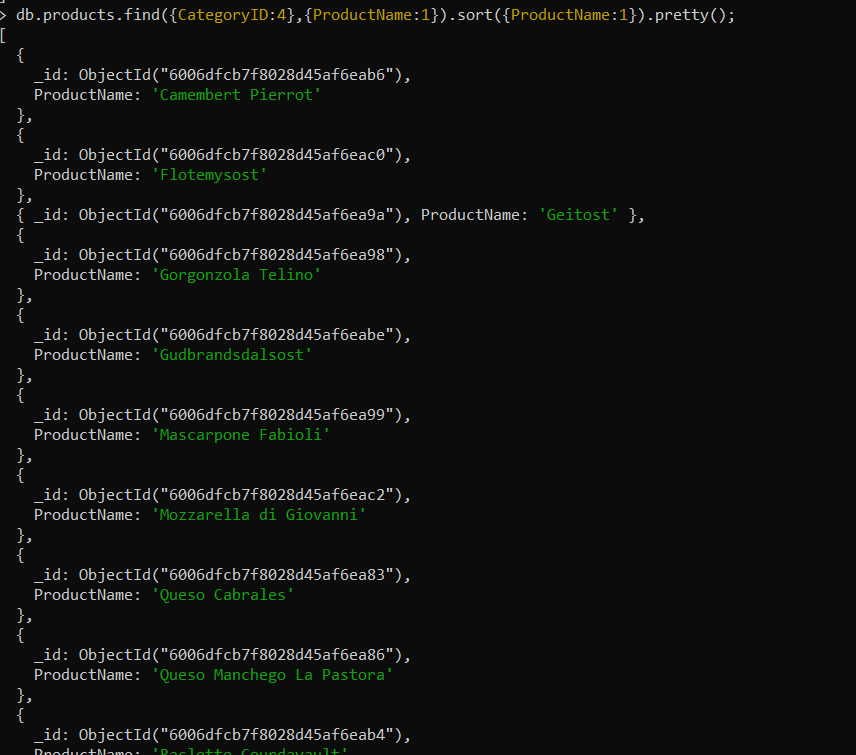 > db.products.find({CategoryID:4},{ProductName:1}).sort({ProductName:1}).pretty();
[
  {
    _id: ObjectId("6006dfcb7f8028d45af6eab6"),
    ProductName: 'Camembert Pierrot'
  },
  {
    _id: ObjectId("6006dfcb7f8028d45af6eac0"),
    ProductName: 'Flotemysost'
  },
  { _id: ObjectId("6006dfcb7f8028d45af6ea9a"), ProductName: 'Geitost' },
  {
    _id: ObjectId("6006dfcb7f8028d45af6ea98"),
    ProductName: 'Gorgonzola Telino'
  },
  {
    _id: ObjectId("6006dfcb7f8028d45af6eabe"),
    ProductName: 'Gudbrandsdalsost'
  },
  {
    _id: ObjectId("6006dfcb7f8028d45af6ea99"),
    ProductName: 'Mascarpone Fabioli'
  },
  {
    _id: ObjectId("6006dfcb7f8028d45af6eac2"),
    ProductName: 'Mozzarella di Giovanni'
  },
  {
    _id: ObjectId("6006dfcb7f8028d45af6ea83"),
    ProductName: 'Queso Cabrales'
  },
  {
    _id: ObjectId("6006dfcb7f8028d45af6ea86"),
    ProductName: 'Queso Manchego La Pastora'
  },
  {
    _id: ObjectId("6006dfcb7f8028d45af6eab4"),
    ProductName: 'Raclette Courdavault'